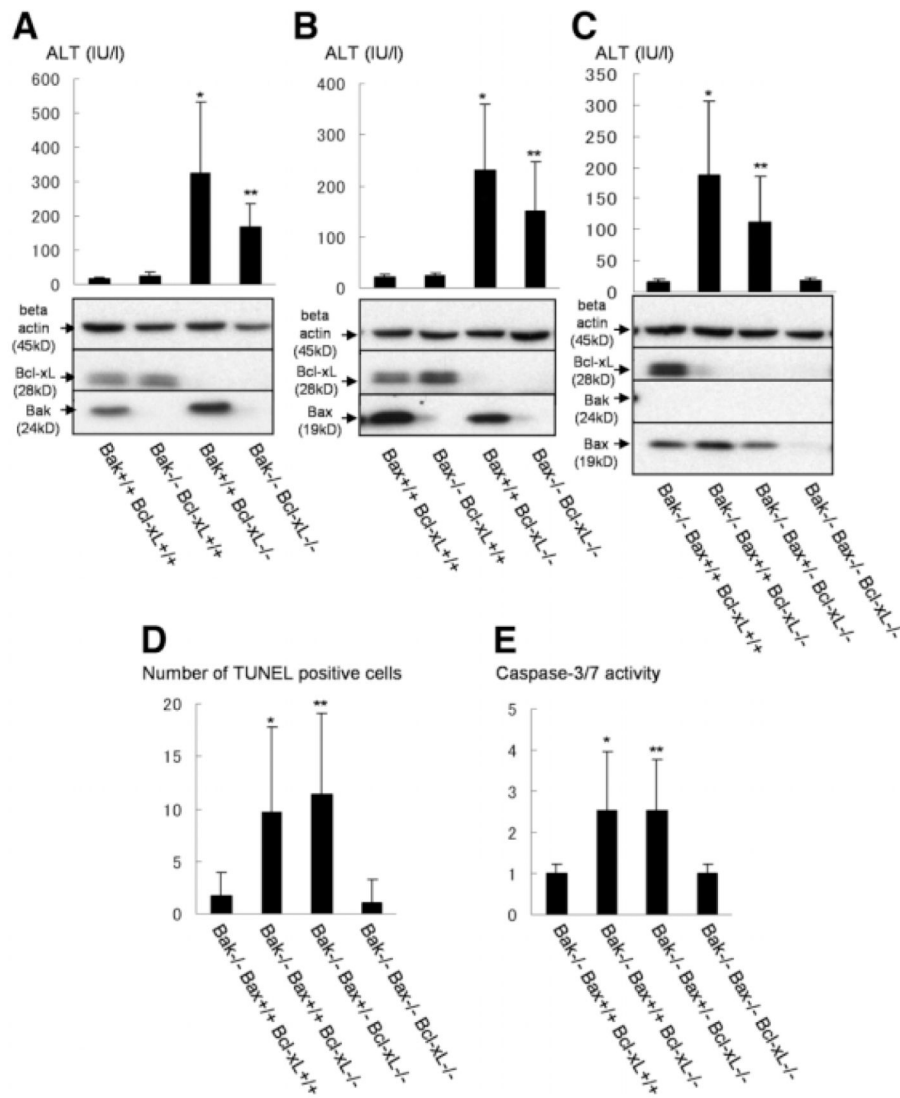 A
ALT (IU/l)
600
500
400
300
200
100
0
*
**
beta
actin
(45kD)
Bcl-xL
(28kD)
Bak
(24kD)
Bak+/+ Bcl-xL+/+
Bak-/- Bcl-xL+/+
Bak+/+ Bcl-xL-/-
Bak-/- Bcl-xL-/-
B
ALT (IU/l)
400
300
200
100
0
*
**
beta
actin
(45kD)
Bcl-xL
(28kD)
Bax
(19kD)
Bax+/+ Bcl-xL+/+
Bax-/- Bcl-xL+/+
Bax+/+ Bcl-xL-/-
Bax-/- Bcl-xL-/-
C
ALT (IU/l)
350
300
250
200
150
100
50
0
*
**
beta
actin
(45kD)
Bcl-xL
(28kD)
Bak
(24kD)
Bax
(19kD)
Bak-/- Bax+/+ Bcl-xL+/+
Bak-/- Bax+/+ Bcl-xL-/-
Bak-/- Bax+/- Bcl-xL-/-
Bak-/- Bax-/- Bcl-xL-/-
D
Number of TUNEL positive cells
20
15
10
5
0
*
**
Bak-/- Bax+/+ Bcl-xL+/+
Bak-/- Bax+/+ Bcl-xL-/-
Bak-/- Bax+/- Bcl-xL-/-
Bak-/- Bax-/- Bcl-xL-/-
E
Caspase-3/7 activity
5
4
3
2
1
0
*
**
Bak-/- Bax+/+ Bcl-xL+/+
Bak-/- Bax+/+ Bcl-xL-/-
Bak-/- Bax+/- Bcl-xL-/-
Bak-/- Bax-/- Bcl-xL-/-